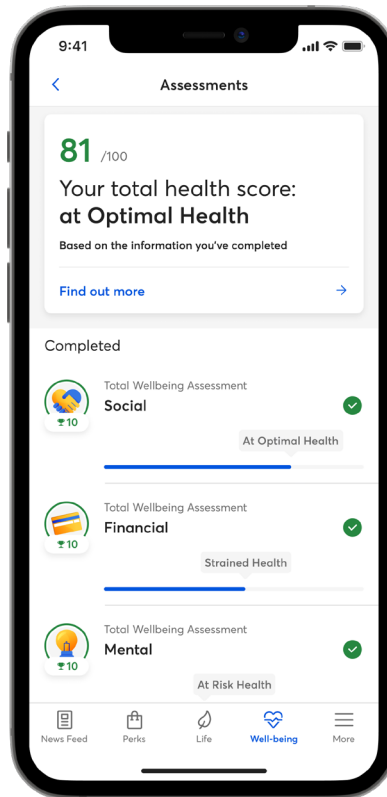 9:41
Assessments
81 /100
Your total health score:
at Optimal Health
Based on the information you've completed
Find out more
Completed
Total Wellbeing Assessment
Social
10
At Optimal Health
Total Wellbeing Assessment
Financial
10
Strained Health
Total Wellbeing Assessment
Mental
10
At Risk Health
News Feed
Perks
Life
Well-being
More